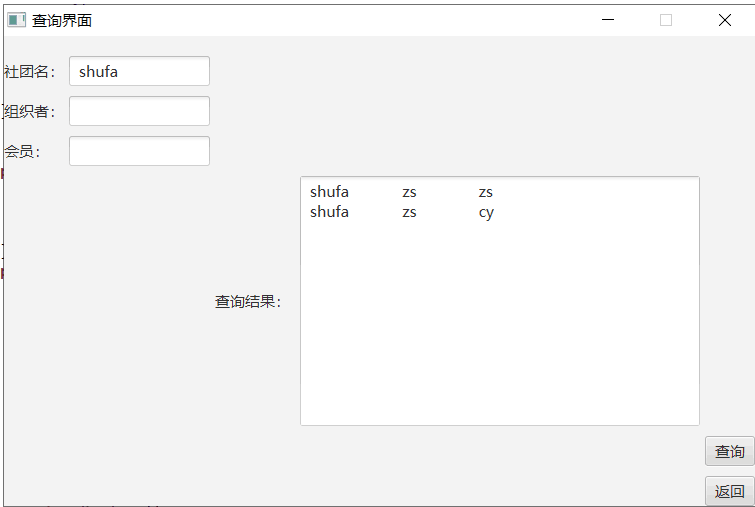 查询界面
社团名： shufa
组织者：
会员：
shufa zs zs
shufa zs cy
查询结果：
查询
返回